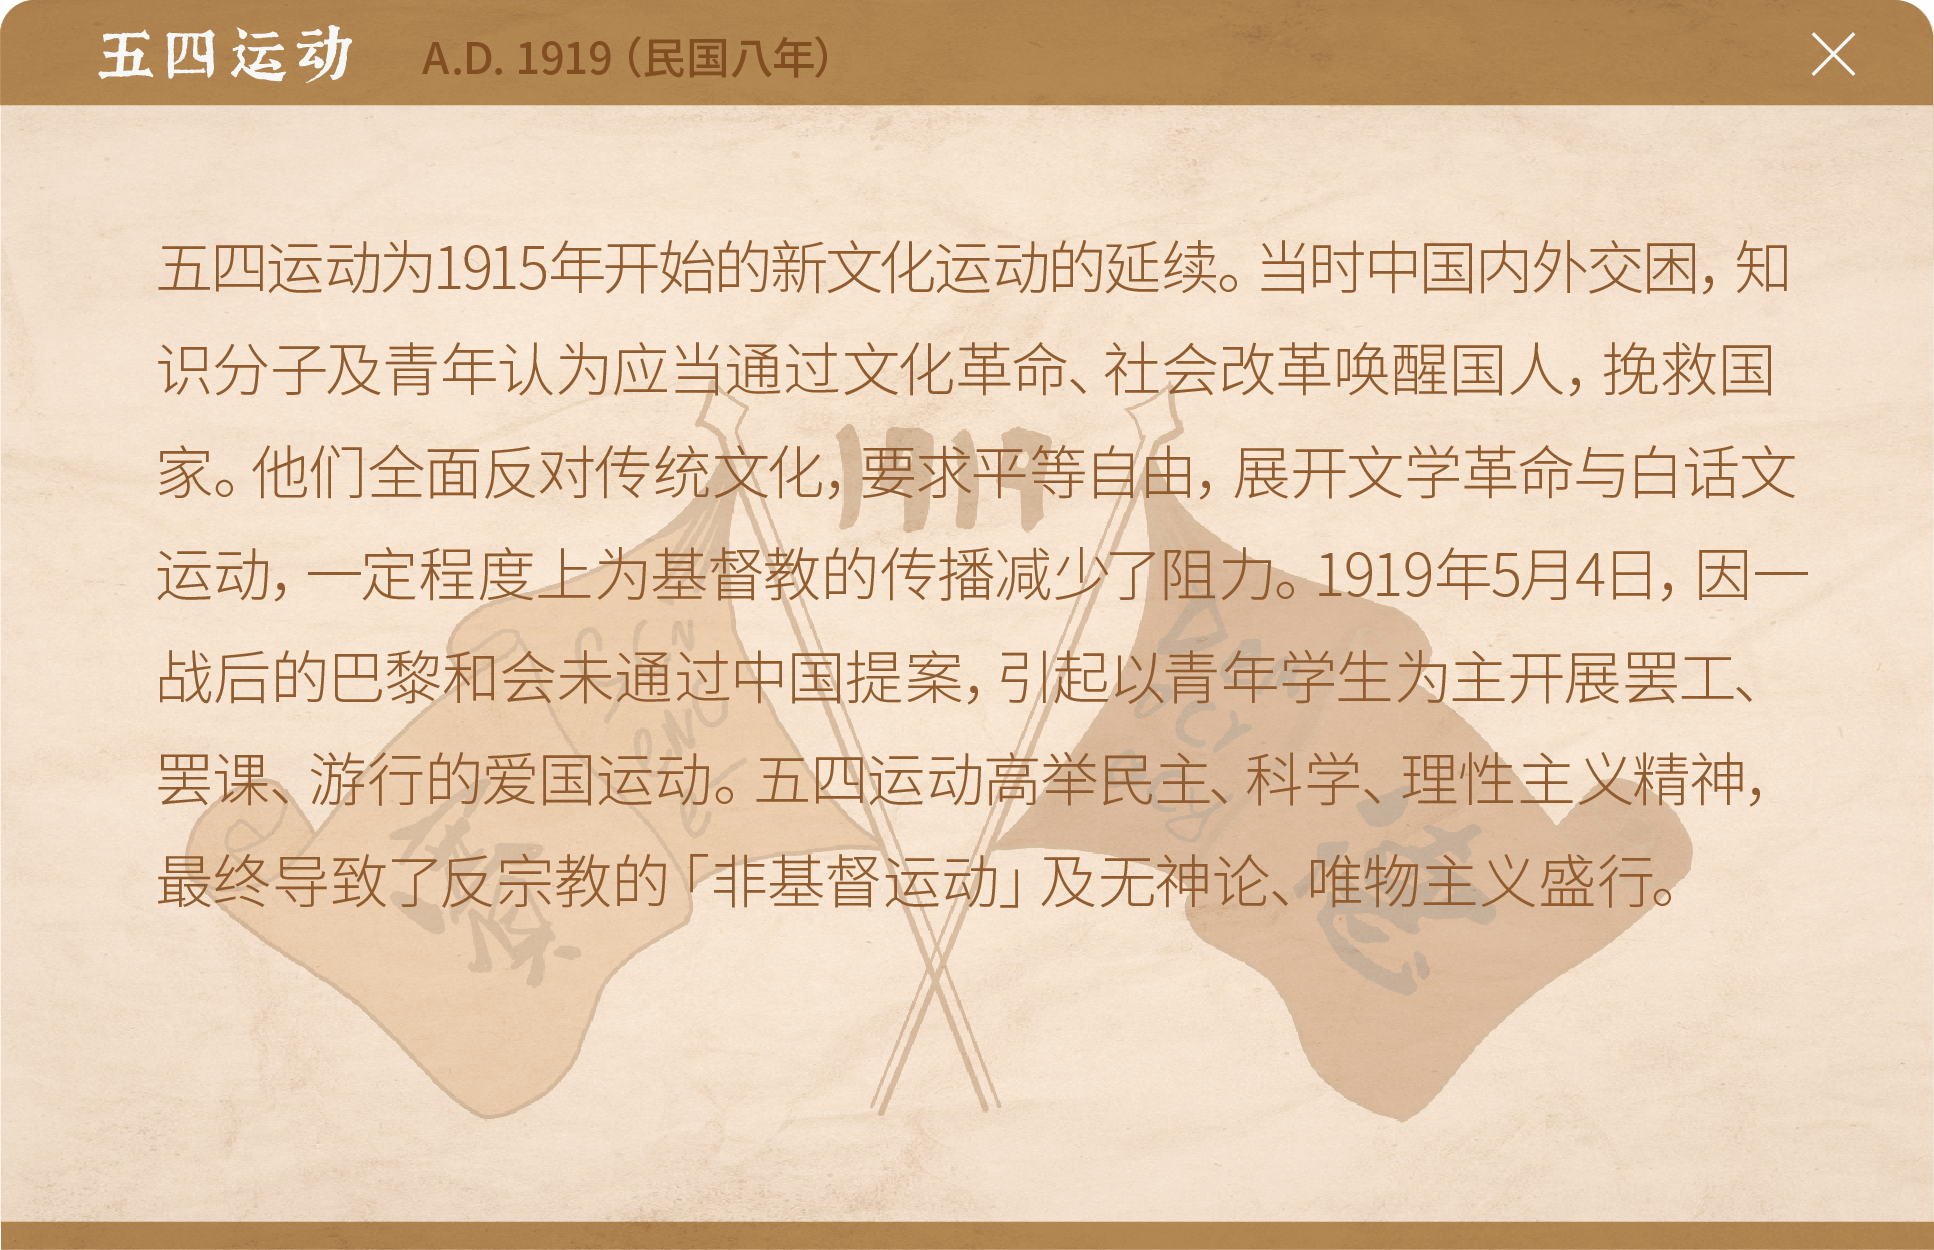 五四运动 A.D. 1919（民国八年）
五四运动为1915年开始的新文化运动的延续。当时中国内外交困，知
识分子及青年认为应当通过文化革命、社会改革唤醒国人，挽救国
家。他们全面反对传统文化，要求平等自由，展开文学革命与白话文
运动，一定程度上为基督教的传播减少了阻力。1919年5月4日，因一
战后的巴黎和会未通过中国提案，引起以青年学生为主开展罢工、
罢课、游行的爱国运动。五四运动高举民主、科学、理性主义精神，
最终导致了反宗教的「非基督运动」及无神论、唯物主义盛行。
1919